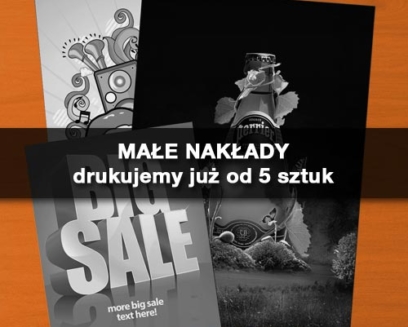 MAŁE NAKŁADY
drukujemy już od 5 sztuk
BIG
SALE
more big sale
text here!